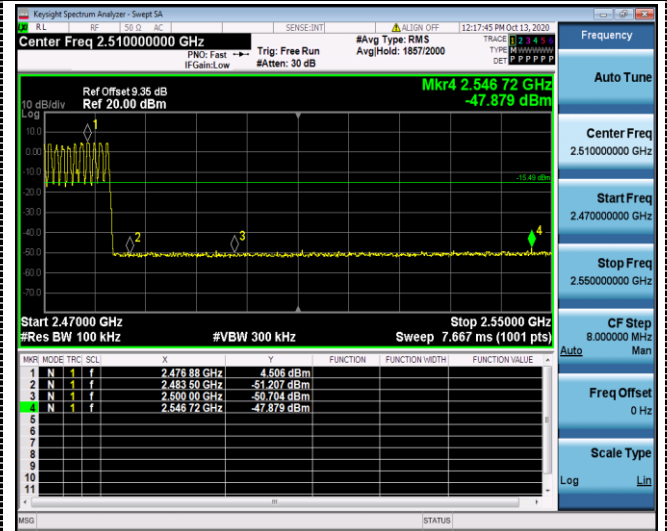 Keysight Spectrum Analyzer - Swept SA
RL RF 50 Ω AC SENSE:INT ALIGN OFF 12:17:45 PM Oct 13, 2020
Center Freq 2.510000000 GHz
PNO: Fast Trig: Free Run
IFGain:Low #Atten: 30 dB
#Avg Type: RMS
Avg|Hold: 1857/2000
TRACE 1 2 3 4 5 6
TYPE M WWWWW
DET P P P P P P
Frequency
Auto Tune
Center Freq
2.510000000 GHz
Start Freq
2.470000000 GHz
Stop Freq
2.550000000 GHz
CF Step
8.000000 MHz
Auto Man
Freq Offset
0 Hz
Scale Type
Log Lin
Ref Offset 9.35 dB
10 dB/div Ref 20.00 dBm
Log
Mkr4 2.546 72 GHz
-47.879 dBm
10.0
0.00
-10.0
-20.0
-30.0
-40.0
-50.0
-60.0
-70.0
1
2
3
4
-15.49 dBm
Start 2.47000 GHz Stop 2.55000 GHz
#Res BW 100 kHz #VBW 300 kHz Sweep 7.667 ms (1001 pts)
MKR MODE TRC SCL X Y FUNCTION FUNCTION WIDTH FUNCTION VALUE
1 N 1 f 2.476 88 GHz 4.506 dBm
2 N 1 f 2.483 50 GHz -51.207 dBm
3 N 1 f 2.500 00 GHz -50.704 dBm
4 N 1 f 2.546 72 GHz -47.879 dBm
5
6
7
8
9
10
11
MSG STATUS